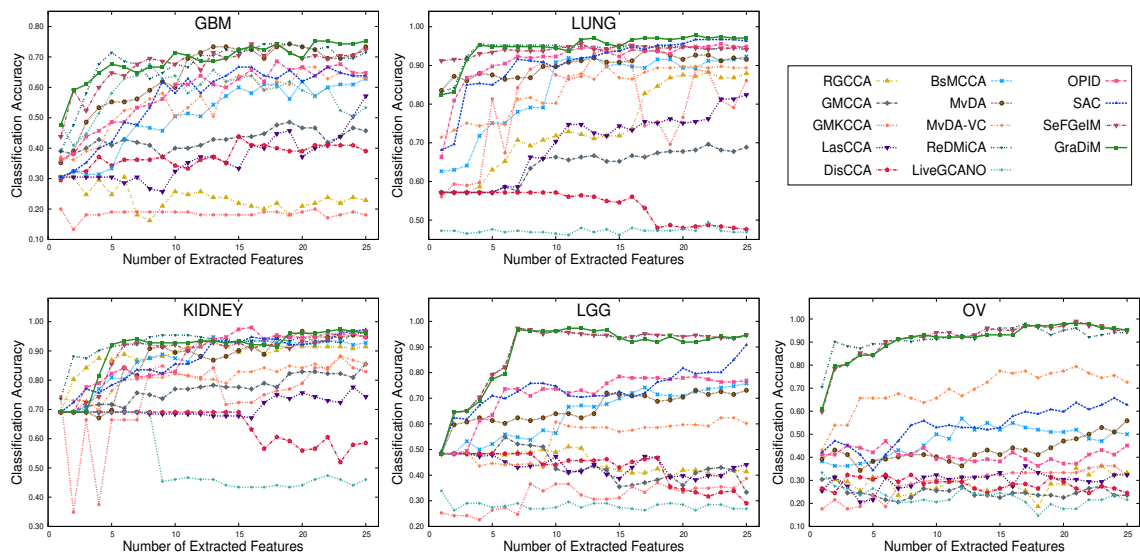 GBM
Classification Accuracy
0.80
0.70
0.60
0.50
0.40
0.30
0.20
0.10
0
5
10
15
20
25
Number of Extracted Features
LUNG
Classification Accuracy
1.00
0.90
0.80
0.70
0.60
0.50
0
5
10
15
20
25
Number of Extracted Features
RGCCA
GMCCA
GMKCCA
LasCCA
DisCCA
BsMCCA
MvDA
MvDA-VC
ReDMiCA
LiveGCANO
OPID
SAC
SeFGeIM
GraDiM
KIDNEY
Classification Accuracy
1.00
0.90
0.80
0.70
0.60
0.50
0.40
0.30
0
5
10
15
20
25
Number of Extracted Features
LGG
Classification Accuracy
1.00
0.90
0.80
0.70
0.60
0.50
0.40
0.30
0.20
0
5
10
15
20
25
Number of Extracted Features
OV
Classification Accuracy
1.00
0.90
0.80
0.70
0.60
0.50
0.40
0.30
0.20
0.10
0
5
10
15
20
25
Number of Extracted Features